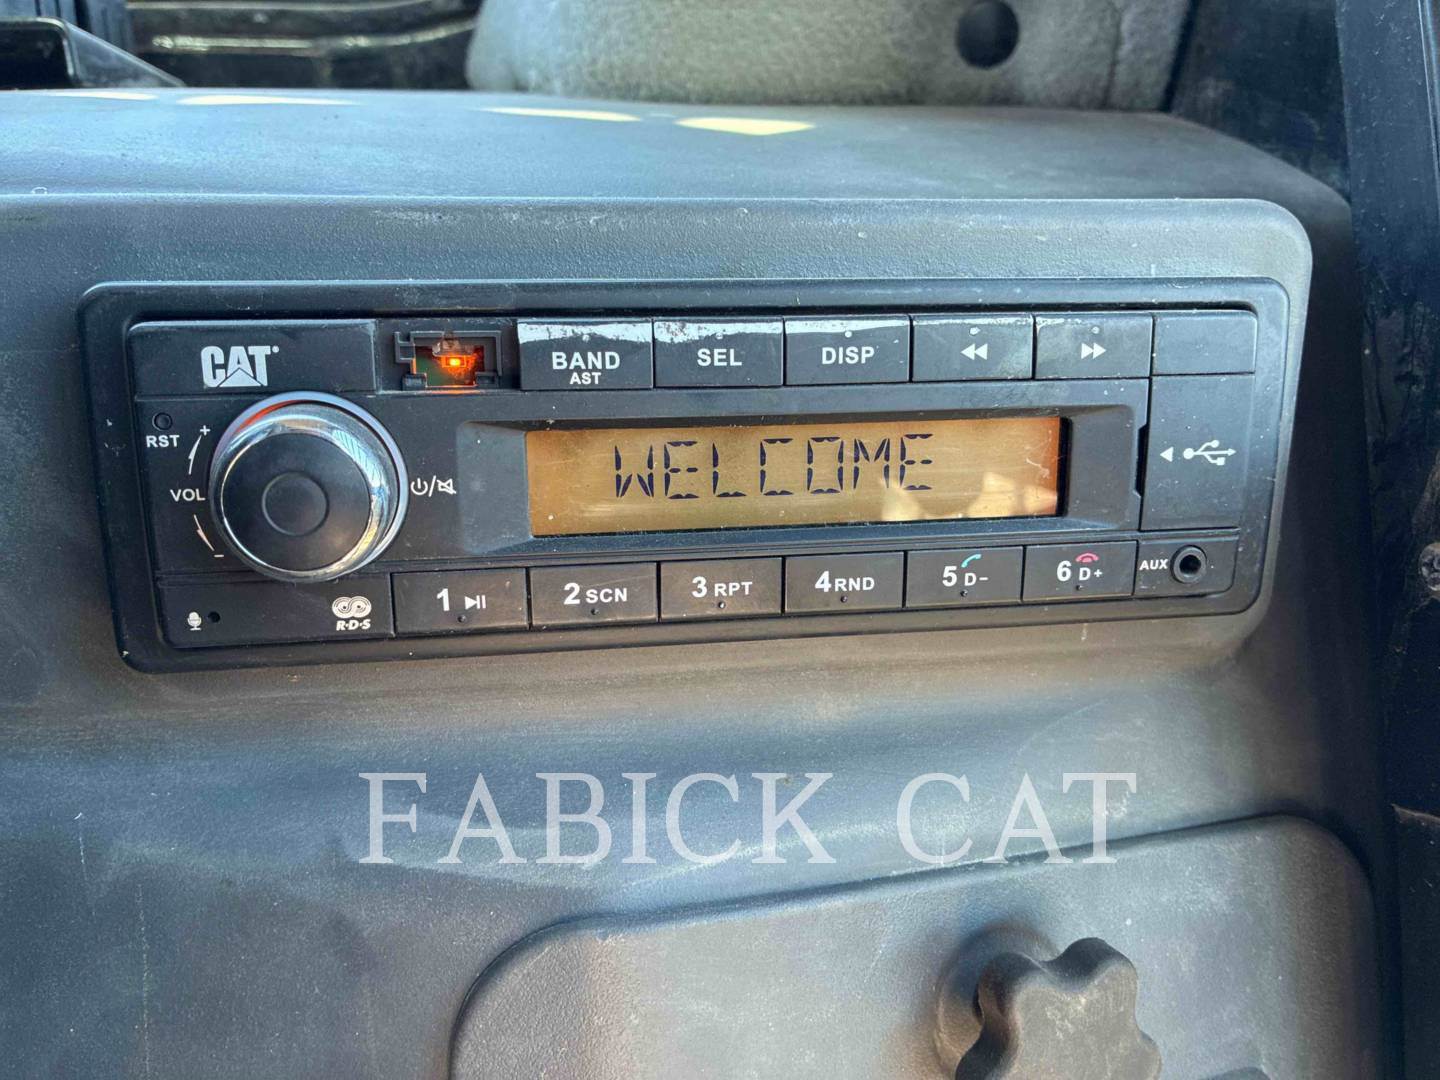 CAT
BAND
AST
SEL
DISP
RST
+
VOL
-
WELCOME
1
2 SCN
3 RPT
4 RND
5 D-
6 D+
AUX
R·D·S
FABICK CAT